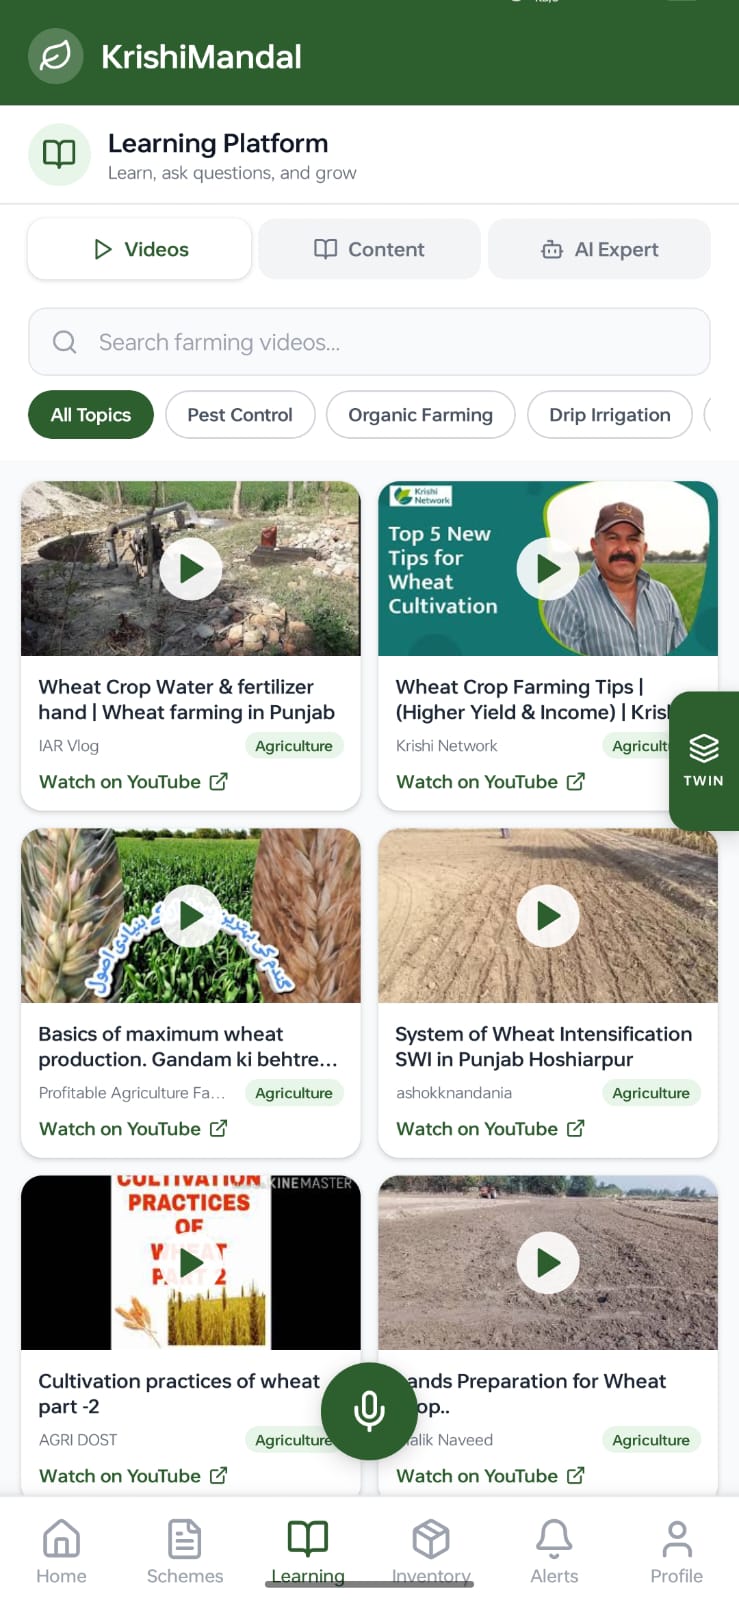 KrishiMandal
Learning Platform
Learn, ask questions, and grow
Videos
Content
AI Expert
Search farming videos...
All Topics
Pest Control
Organic Farming
Drip Irrigation
Krishi
Network
Top 5 New
Tips for
Wheat
Cultivation
Wheat Crop Water & fertilizer
hand | Wheat farming in Punjab
IAR Vlog
Agriculture
Watch on YouTube
Wheat Crop Farming Tips |
(Higher Yield & Income) |
Krishi Network
Watch on YouTube
TWIN
گندم کی
بنیادی اصول
Basics of maximum wheat
production. Gandam ki behtre...
Profitable Agriculture Fa...
Agriculture
Watch on YouTube
System of Wheat Intensification
SWI in Punjab Hoshiarpur
ashokknandania
Agriculture
Watch on YouTube
KINEMASTER
CULTIVATION
PRACTICES
OF
Cultivation practices of wheat
part -2
AGRI DOST
Agriculture
Watch on YouTube
Preparation for Wheat
Naveed
Agriculture
Watch on YouTube
Home
Schemes
Learning
Inventory
Alerts
Profile